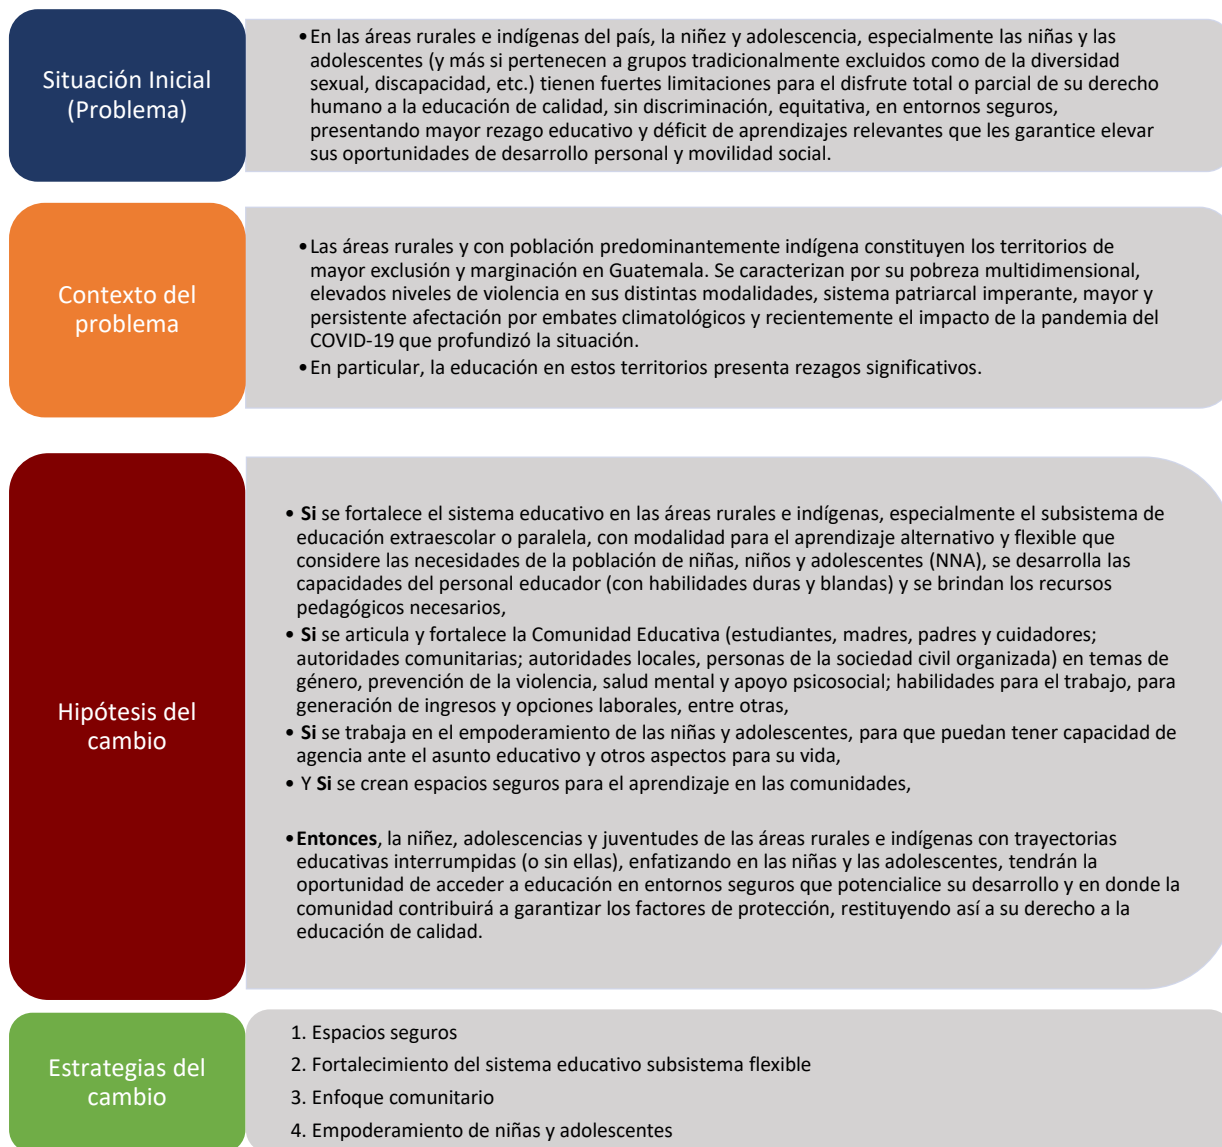 Situación Inicial
(Problema)
•En las áreas rurales e indígenas del país, la niñez y adolescencia, especialmente las niñas y las
adolescentes (y más si pertenecen a grupos tradicionalmente excluidos como de la diversidad
sexual, discapacidad, etc.) tienen fuertes limitaciones para el disfrute total o parcial de su derecho
humano a la educación de calidad, sin discriminación, equitativa, en entornos seguros,
presentando mayor rezago educativo y déficit de aprendizajes relevantes que les garantice elevar
sus oportunidades de desarrollo personal y movilidad social.
Contexto del
problema
•Las áreas rurales y con población predominantemente indígena constituyen los territorios de
mayor exclusión y marginación en Guatemala. Se caracterizan por su pobreza multidimensional,
elevados niveles de violencia en sus distintas modalidades, sistema patriarcal imperante, mayor y
persistente afectación por embates climatológicos y recientemente el impacto de la pandemia del
COVID-19 que profundizó la situación.
•En particular, la educación en estos territorios presenta rezagos significativos.
Hipótesis del
cambio
• Si se fortalece el sistema educativo en las áreas rurales e indígenas, especialmente el subsistema de
educación extraescolar o paralela, con modalidad para el aprendizaje alternativo y flexible que
considere las necesidades de la población de niñas, niños y adolescentes (NNA), se desarrolla las
capacidades del personal educador (con habilidades duras y blandas) y se brindan los recursos
pedagógicos necesarios,
• Si se articula y fortalece la Comunidad Educativa (estudiantes, madres, padres y cuidadores;
autoridades comunitarias; autoridades locales, personas de la sociedad civil organizada) en temas de
género, prevención de la violencia, salud mental y apoyo psicosocial; habilidades para el trabajo, para
generación de ingresos y opciones laborales, entre otras,
• Si se trabaja en el empoderamiento de las niñas y adolescentes, para que puedan tener capacidad de
agencia ante el asunto educativo y otros aspectos para su vida,
• Y Si se crean espacios seguros para el aprendizaje en las comunidades,
•Entonces, la niñez, adolescencias y juventudes de las áreas rurales e indígenas con trayectorias
educativas interrumpidas (o sin ellas), enfatizando en las niñas y las adolescentes, tendrán la
oportunidad de acceder a educación en entornos seguros que potencialice su desarrollo y en donde la
comunidad contribuirá a garantizar los factores de protección, restituyendo así a su derecho a la
educación de calidad.
Estrategias del
cambio
1. Espacios seguros
2. Fortalecimiento del sistema educativo subsistema flexible
3. Enfoque comunitario
4. Empoderamiento de niñas y adolescentes